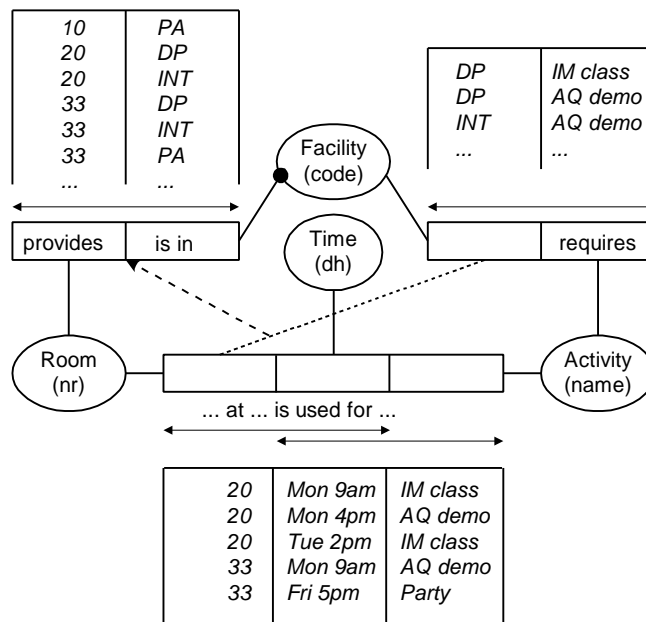 10 PA
20 DP
20 INT
33 DP
33 INT
33 PA
... ...
DP IM class
DP AQ demo
INT AQ demo
... ...
Facility
(code)
provides is in
requires
Time
(dh)
Room
(nr)
Activity
(name)
... at ... is used for ...
20 Mon 9am IM class
20 Mon 4pm AQ demo
20 Tue 2pm IM class
33 Mon 9am AQ demo
33 Fri 5pm Party